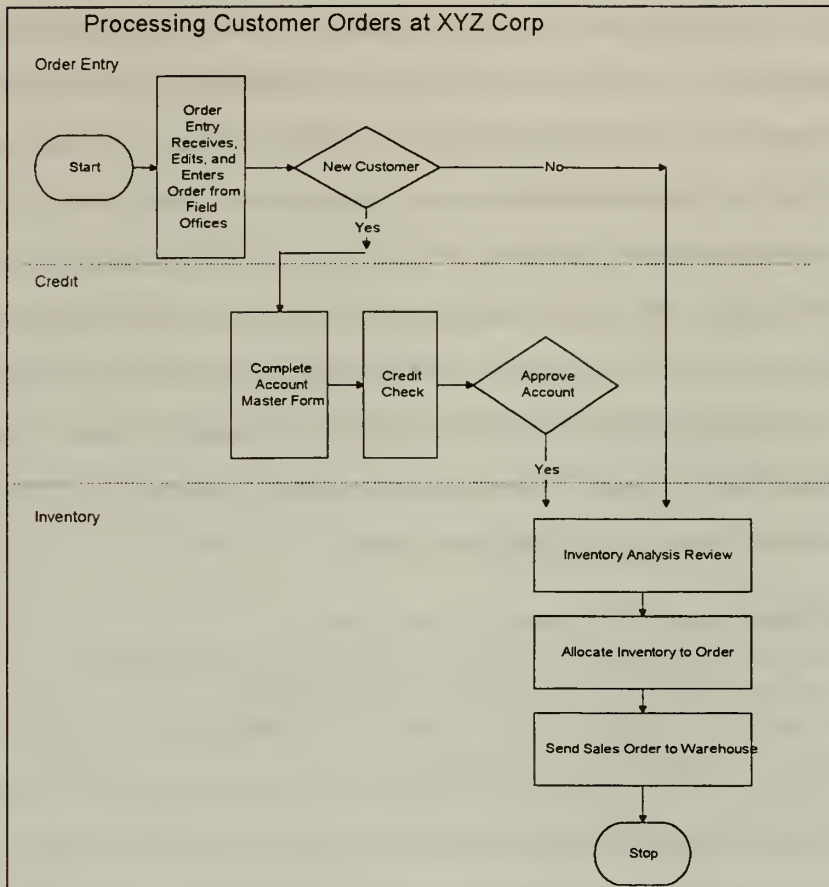 Processing Customer Orders at XYZ Corp
Order Entry
Order
Entry
Receives,
Edits, and
Enters
Order from
Field
Offices
Start
New Customer
No
Yes
Credit
Complete
Account
Master Form
Credit
Check
Approve
Account
Yes
Inventory
Inventory Analysis Review
Allocate Inventory to Order
Send Sales Order to Warehouse
Stop